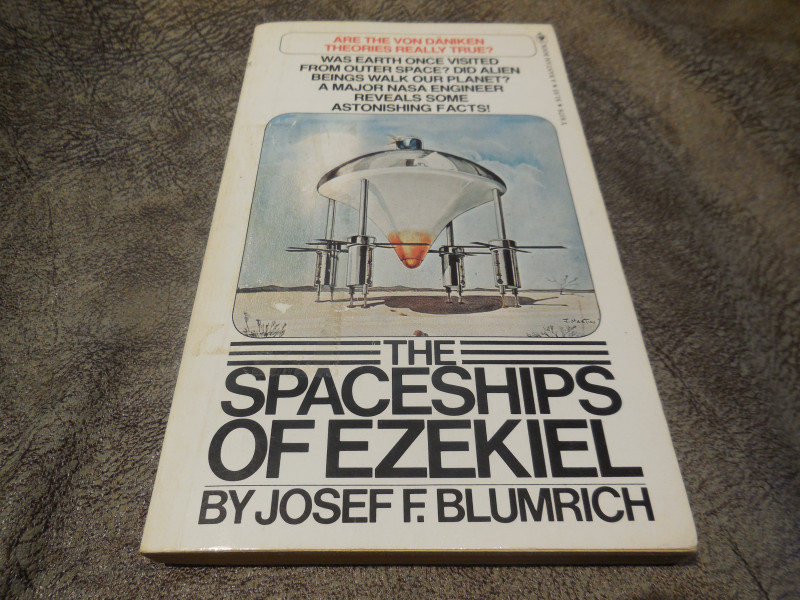 ARE THE VON DÄNIKEN
THEORIES REALLY TRUE?
WAS EARTH ONCE VISITED
FROM OUTER SPACE? DID ALIEN
BEINGS WALK OUR PLANET?
A MAJOR NASA ENGINEER
REVEALS SOME
ASTONISHING FACTS!
THE
SPACESHIPS
OF EZEKIEL
BY JOSEF F. BLUMRICH